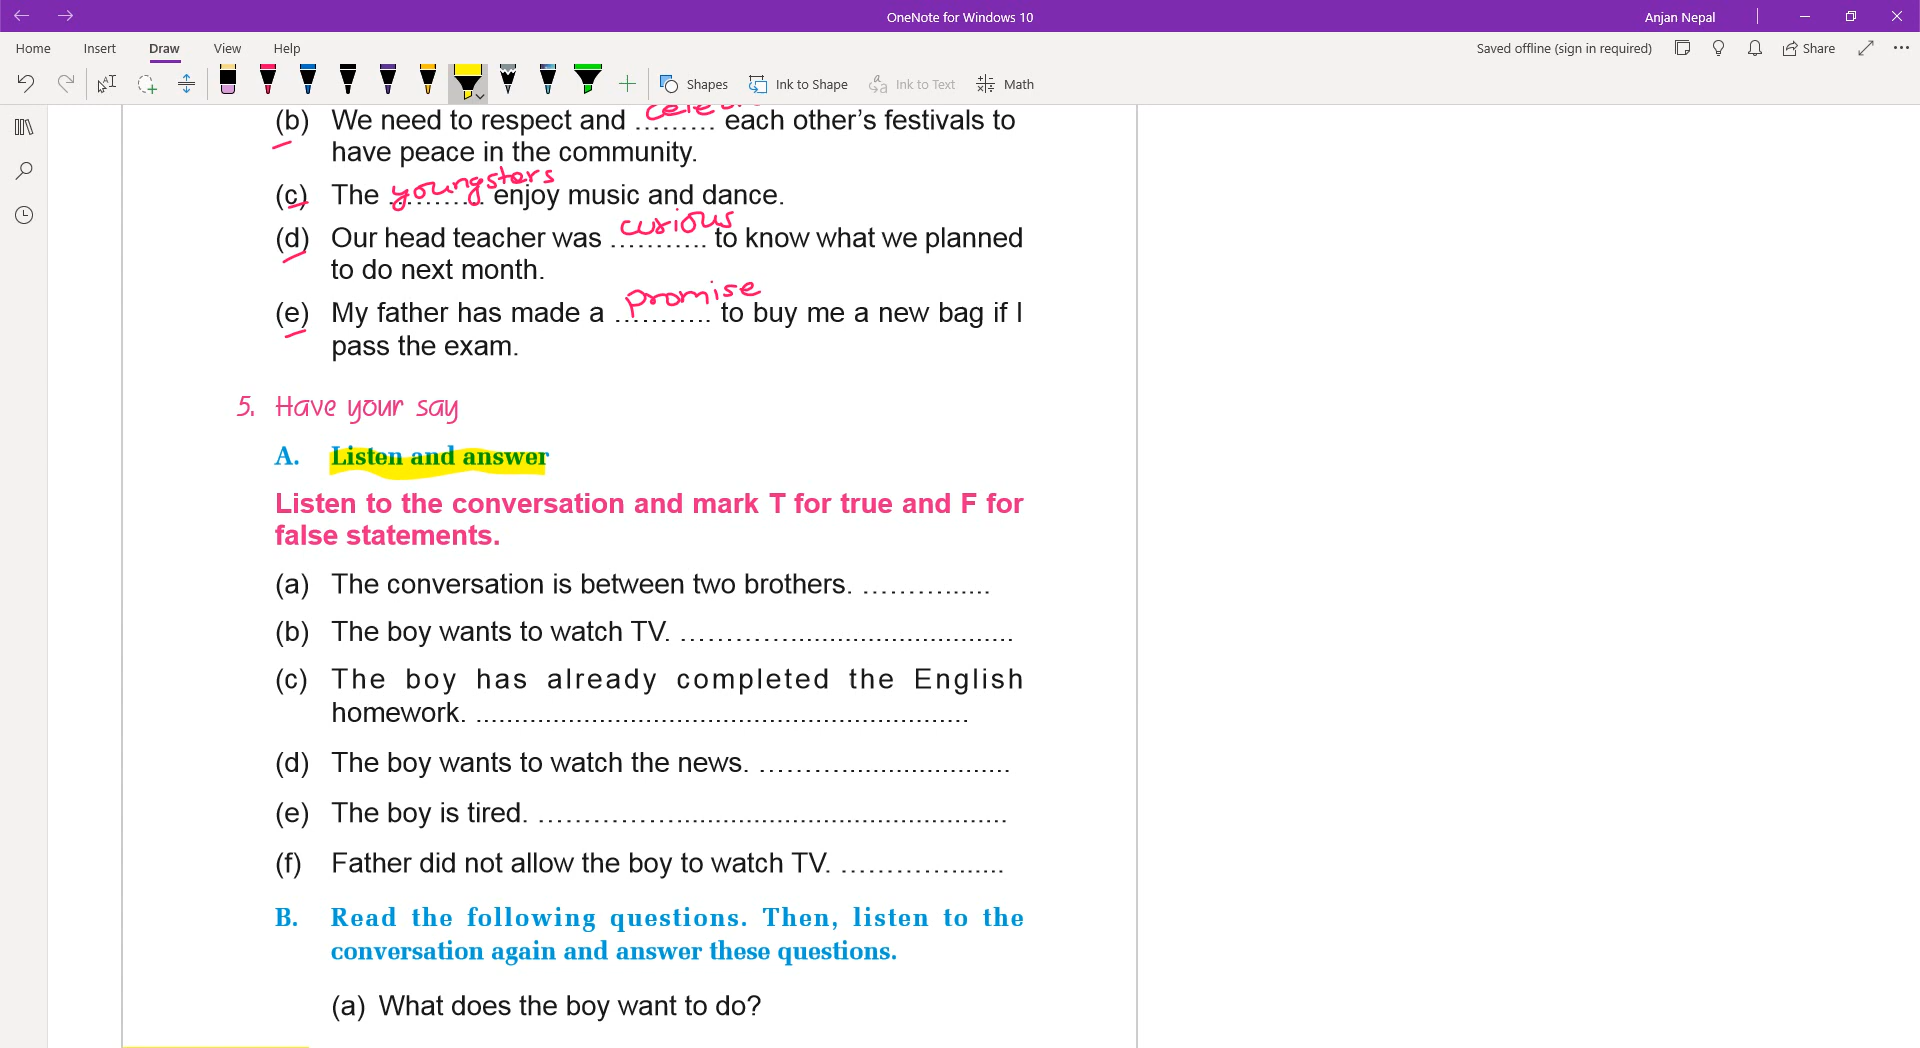 OneNote for Windows 10
Anjan Nepal
Home Insert Draw View Help
Saved offline (sign in required) Share
Shapes Ink to Shape Ink to Text Math
(b) We need to respect and ......... each other's festivals to
have peace in the community.
(c) The youngsters enjoy music and dance.
(d) Our head teacher was curious to know what we planned
to do next month.
(e) My father has made a promise to buy me a new bag if I
pass the exam.
5. Have your say
A. Listen and answer
Listen to the conversation and mark T for true and F for
false statements.
(a) The conversation is between two brothers. ................
(b) The boy wants to watch TV. ..........................................
(c) The boy has already completed the English
homework. ................................................................
(d) The boy wants to watch the news. ................................
(e) The boy is tired. ............................................................
(f) Father did not allow the boy to watch TV. .....................
B. Read the following questions. Then, listen to the
conversation again and answer these questions.
(a) What does the boy want to do?